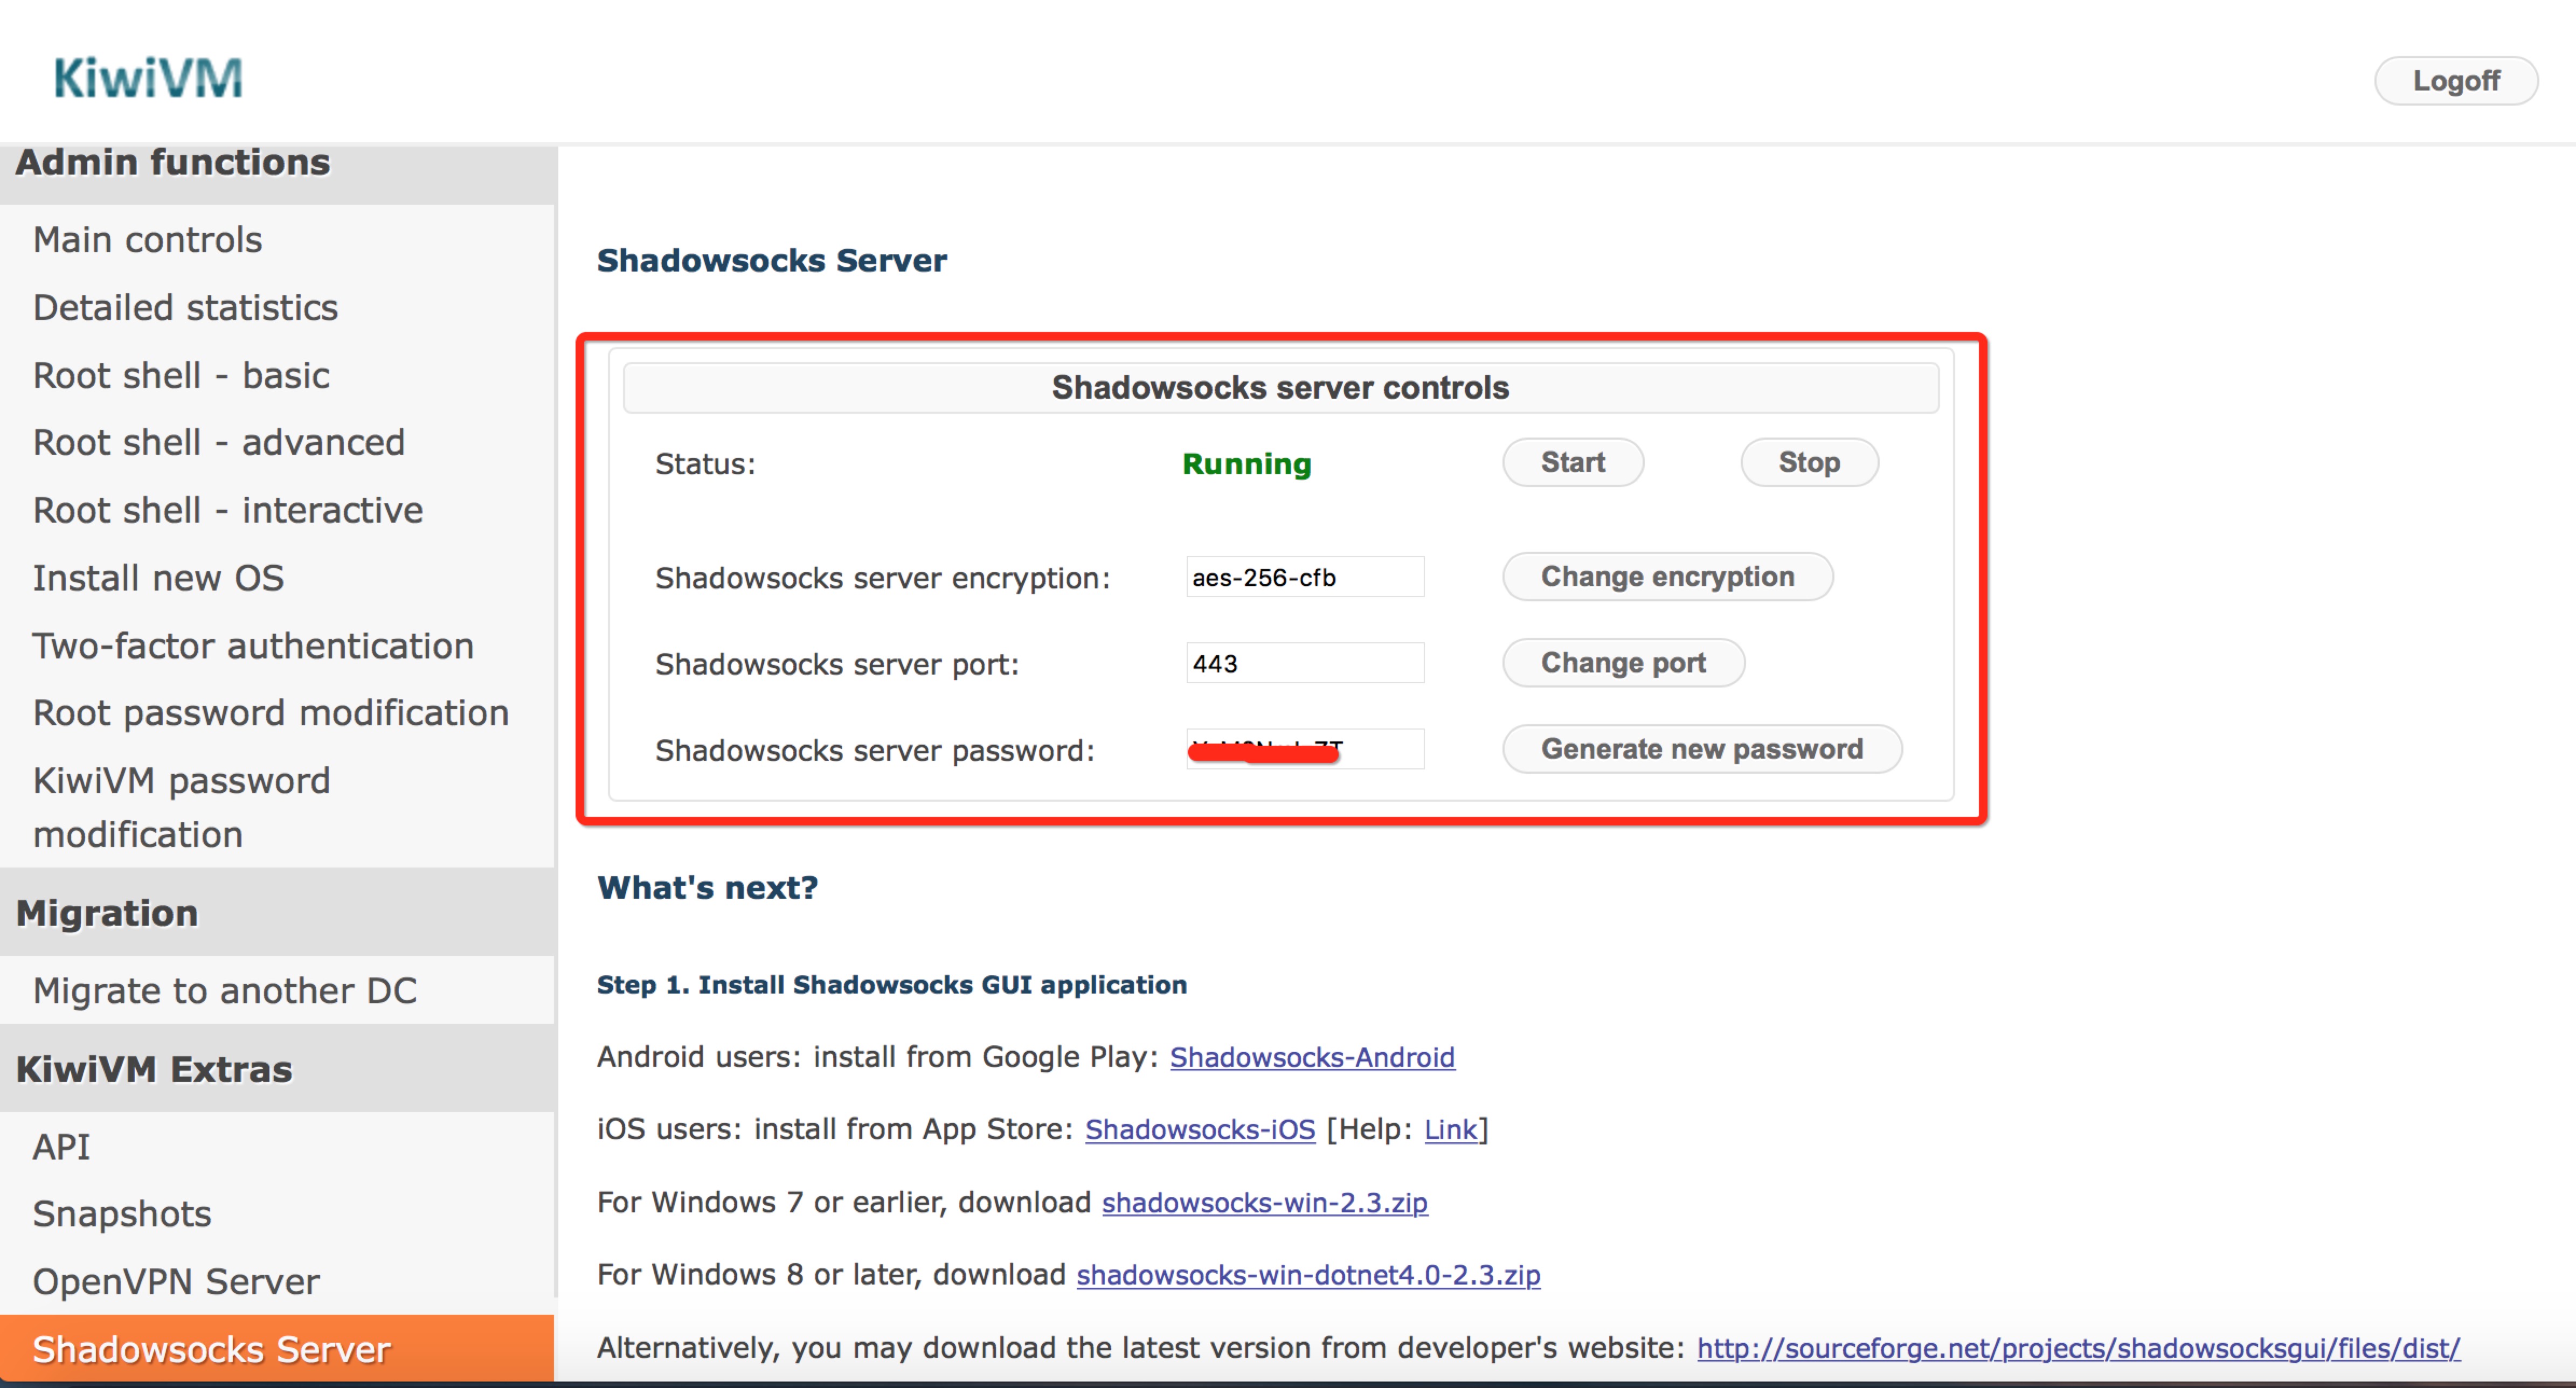 KiwiVM
Logoff
Admin functions
Main controls
Detailed statistics
Root shell - basic
Root shell - advanced
Root shell - interactive
Install new OS
Two-factor authentication
Root password modification
KiwiVM password
modification
Migration
Migrate to another DC
KiwiVM Extras
API
Snapshots
OpenVPN Server
Shadowsocks Server
Shadowsocks Server
Shadowsocks server controls
Status: Running Start Stop
Shadowsocks server encryption: aes-256-cfb Change encryption
Shadowsocks server port: 443 Change port
Shadowsocks server password: Generate new password
What's next?
Step 1. Install Shadowsocks GUI application
Android users: install from Google Play: Shadowsocks-Android
iOS users: install from App Store: Shadowsocks-iOS [Help: Link]
For Windows 7 or earlier, download shadowsocks-win-2.3.zip
For Windows 8 or later, download shadowsocks-win-dotnet4.0-2.3.zip
Alternatively, you may download the latest version from developer's website: http://sourceforge.net/projects/shadowsocksgui/files/dist/